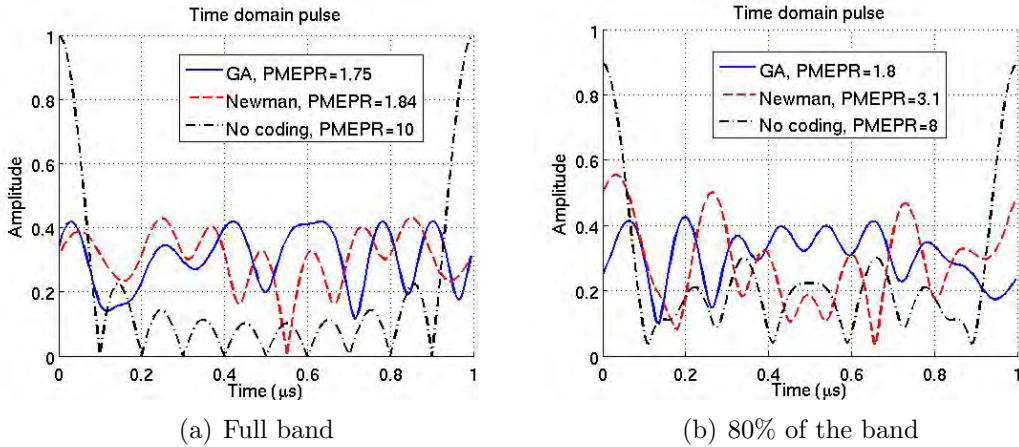 Time domain pulse
GA, PMEPR=1.75
Newman, PMEPR=1.84
No coding, PMEPR=10
Amplitude
1
0.8
0.6
0.4
0.2
0
0 0.2 0.4 0.6 0.8 1
Time (μs)
(a) Full band
Time domain pulse
GA, PMEPR=1.8
Newman, PMEPR=3.1
No coding, PMEPR=8
Amplitude
1
0.8
0.6
0.4
0.2
0
0 0.2 0.4 0.6 0.8 1
Time (μs)
(b) 80% of the band